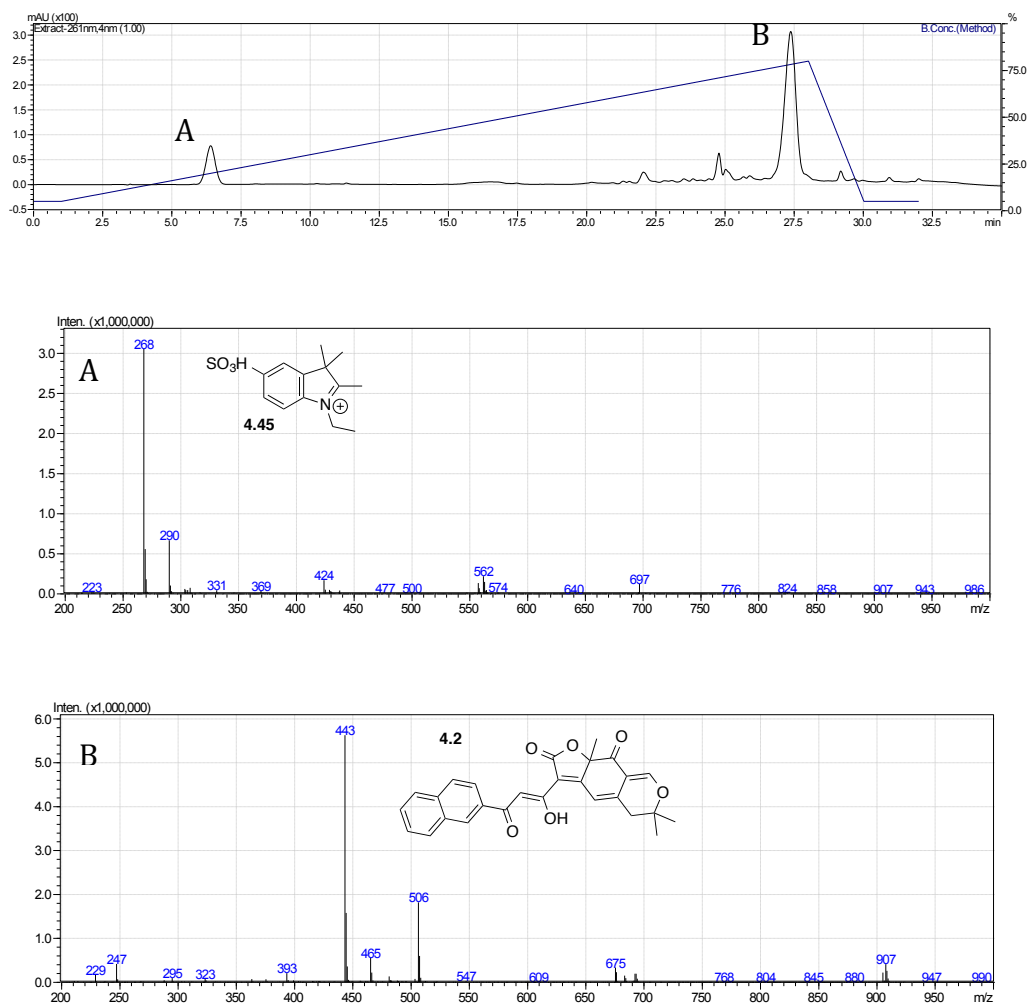 mAU (x100)
Extract-261nm,4nm (1.00)
B.Conc.(Method)
%
3.0
2.5
2.0
1.5
1.0
0.5
0.0
-0.5
A
B
75.0
50.0
25.0
0.0
0.0 2.5 5.0 7.5 10.0 12.5 15.0 17.5 20.0 22.5 25.0 27.5 30.0 32.5 min
Inten. (x1,000,000)
3.0
2.5
2.0
1.5
1.0
0.5
0.0
A
268
SO3H
N
+
4.45
290
223 331 369 424 477 500 562 574 640 697 776 824 858 907 943 986
200 250 300 350 400 450 500 550 600 650 700 750 800 850 900 950 m/z
Inten. (x1,000,000)
6.0
5.0
4.0
3.0
2.0
1.0
0.0
B
443
4.2
O
O
O
O
O
OH
506
465
229 247 295 323 393 547 609 675 768 804 845 880 907 947 990
200 250 300 350 400 450 500 550 600 650 700 750 800 850 900 950 m/z